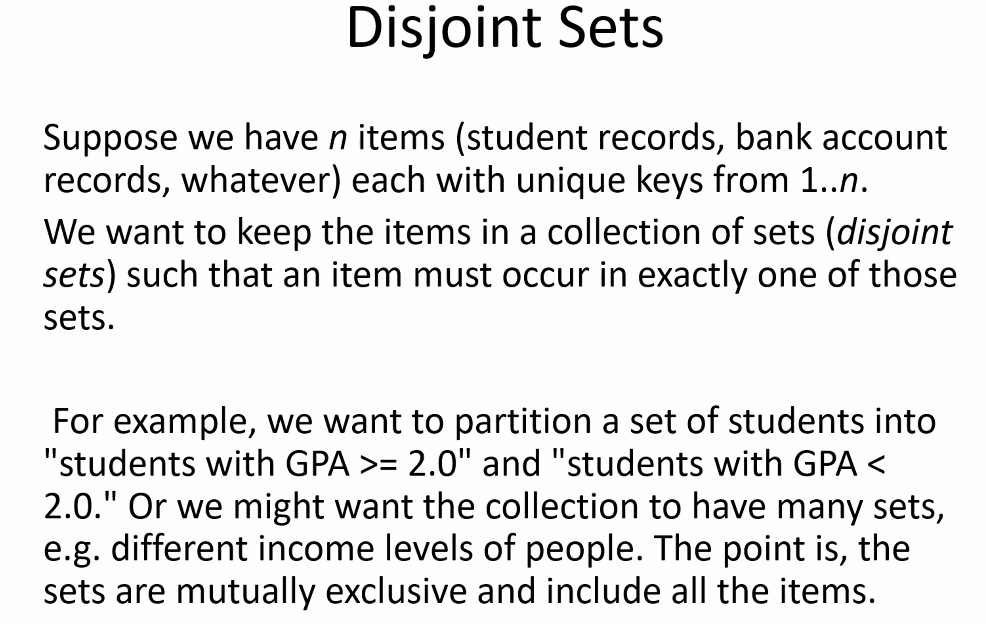 Disjoint Sets
Suppose we have n items (student records, bank account
records, whatever) each with unique keys from 1..n.
We want to keep the items in a collection of sets (disjoint
sets) such that an item must occur in exactly one of those
sets.
For example, we want to partition a set of students into
"students with GPA >= 2.0" and "students with GPA <
2.0." Or we might want the collection to have many sets,
e.g. different income levels of people. The point is, the
sets are mutually exclusive and include all the items.